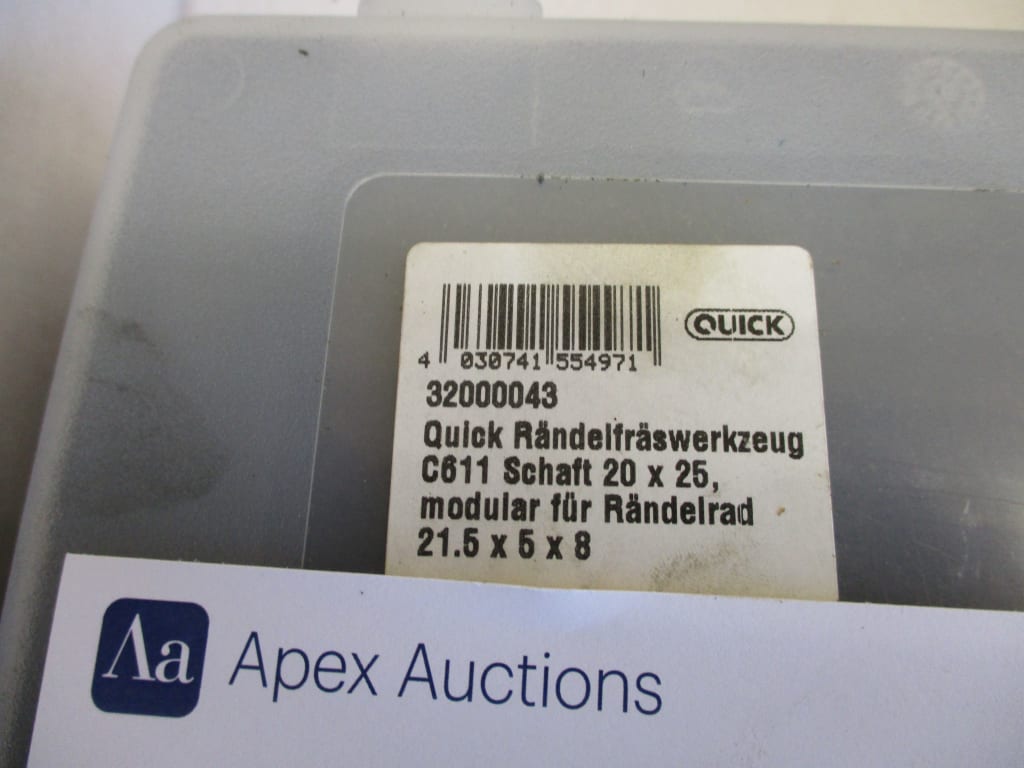 4 030741 554971
QUICK
32000043
Quick Rändelfräswerkzeug
C611 Schaft 20 x 25,
modular für Rändelrad
21.5 x 5 x 8
Aa Apex Auctions